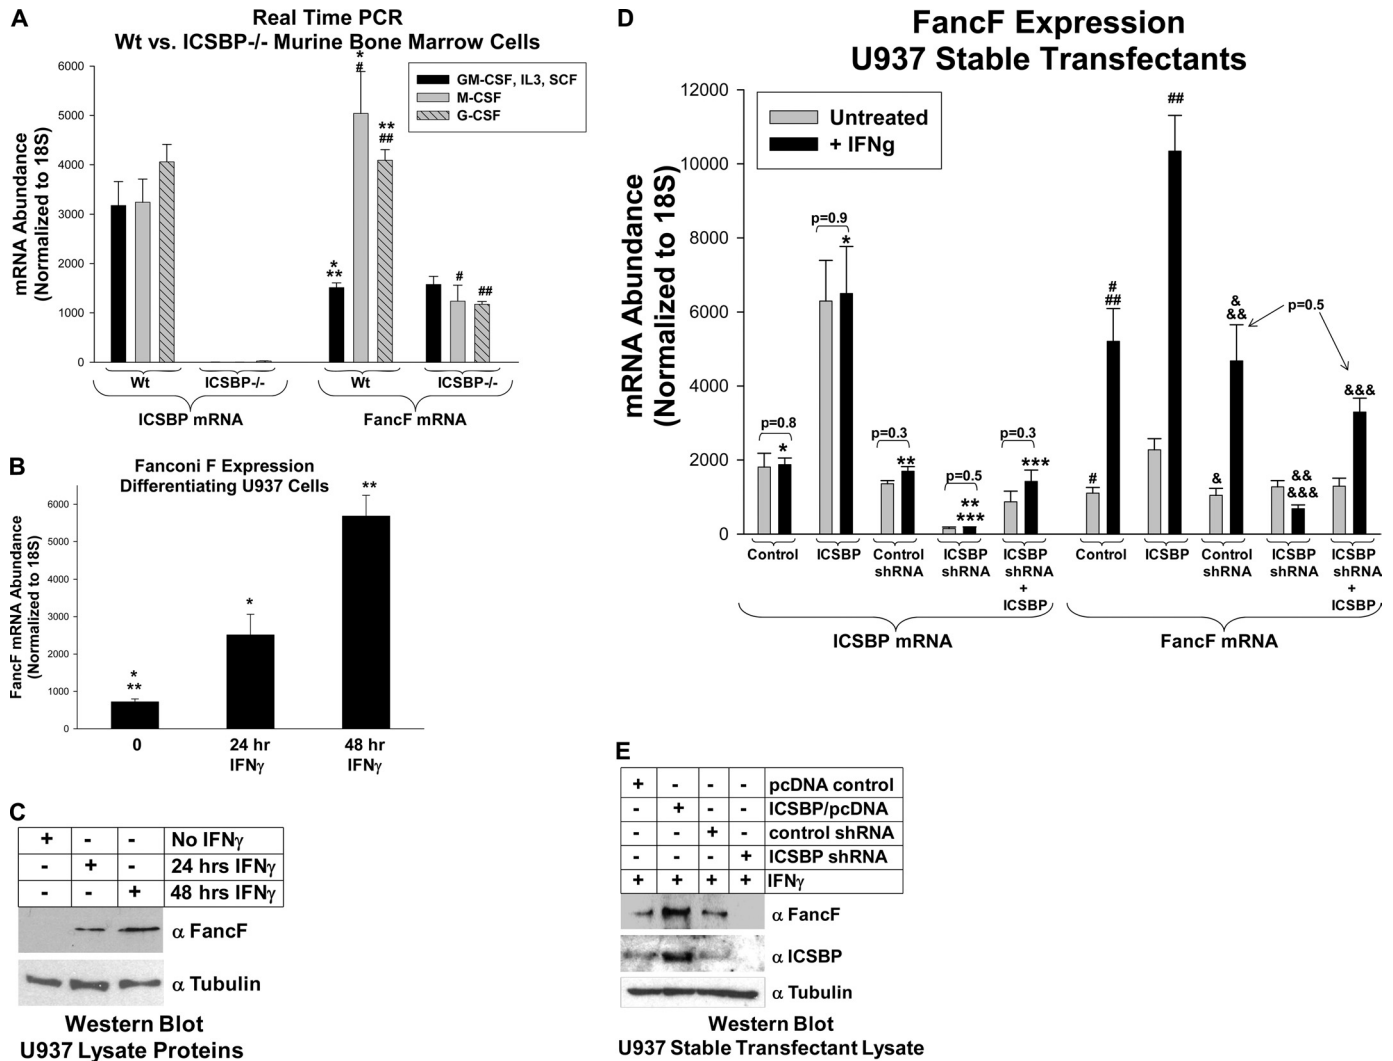 A
Real Time PCR
Wt vs. ICSBP-/- Murine Bone Marrow Cells
mRNA Abundance
(Normalized to 18S)
6000
5000
4000
3000
2000
1000
0
GM-CSF, IL3, SCF
M-CSF
G-CSF
*
#
**
##
*
**
#
##
Wt
ICSBP-/-
Wt
ICSBP-/-
ICSBP mRNA
FancF mRNA
B
Fanconi F Expression
Differentiating U937 Cells
FancF mRNA Abundance
(Normalized to 18S)
6000
5000
4000
3000
2000
1000
0
*
**
*
**
0
24 hr
IFNγ
48 hr
IFNγ
C
+ - - No IFNγ
- + - 24 hrs IFNγ
- - + 48 hrs IFNγ
α FancF
α Tubulin
Western Blot
U937 Lysate Proteins
D
FancF Expression
U937 Stable Transfectants
mRNA Abundance
(Normalized to 18S)
12000
10000
8000
6000
4000
2000
0
Untreated
+ IFNg
p=0.8
*
p=0.9
*
p=0.3
**
p=0.5
**
***
p=0.3
***
#
#
##
##
&
&
&&
&&
&&&
p=0.5
&&&
Control
ICSBP
Control
shRNA
ICSBP
shRNA
ICSBP
shRNA
+
ICSBP
Control
ICSBP
Control
shRNA
ICSBP
shRNA
ICSBP
shRNA
+
ICSBP
ICSBP mRNA
FancF mRNA
E
+ - - - pcDNA control
- + - - ICSBP/pcDNA
- - + - control shRNA
- - - + ICSBP shRNA
+ + + + IFNγ
α FancF
α ICSBP
α Tubulin
Western Blot
U937 Stable Transfectant Lysate